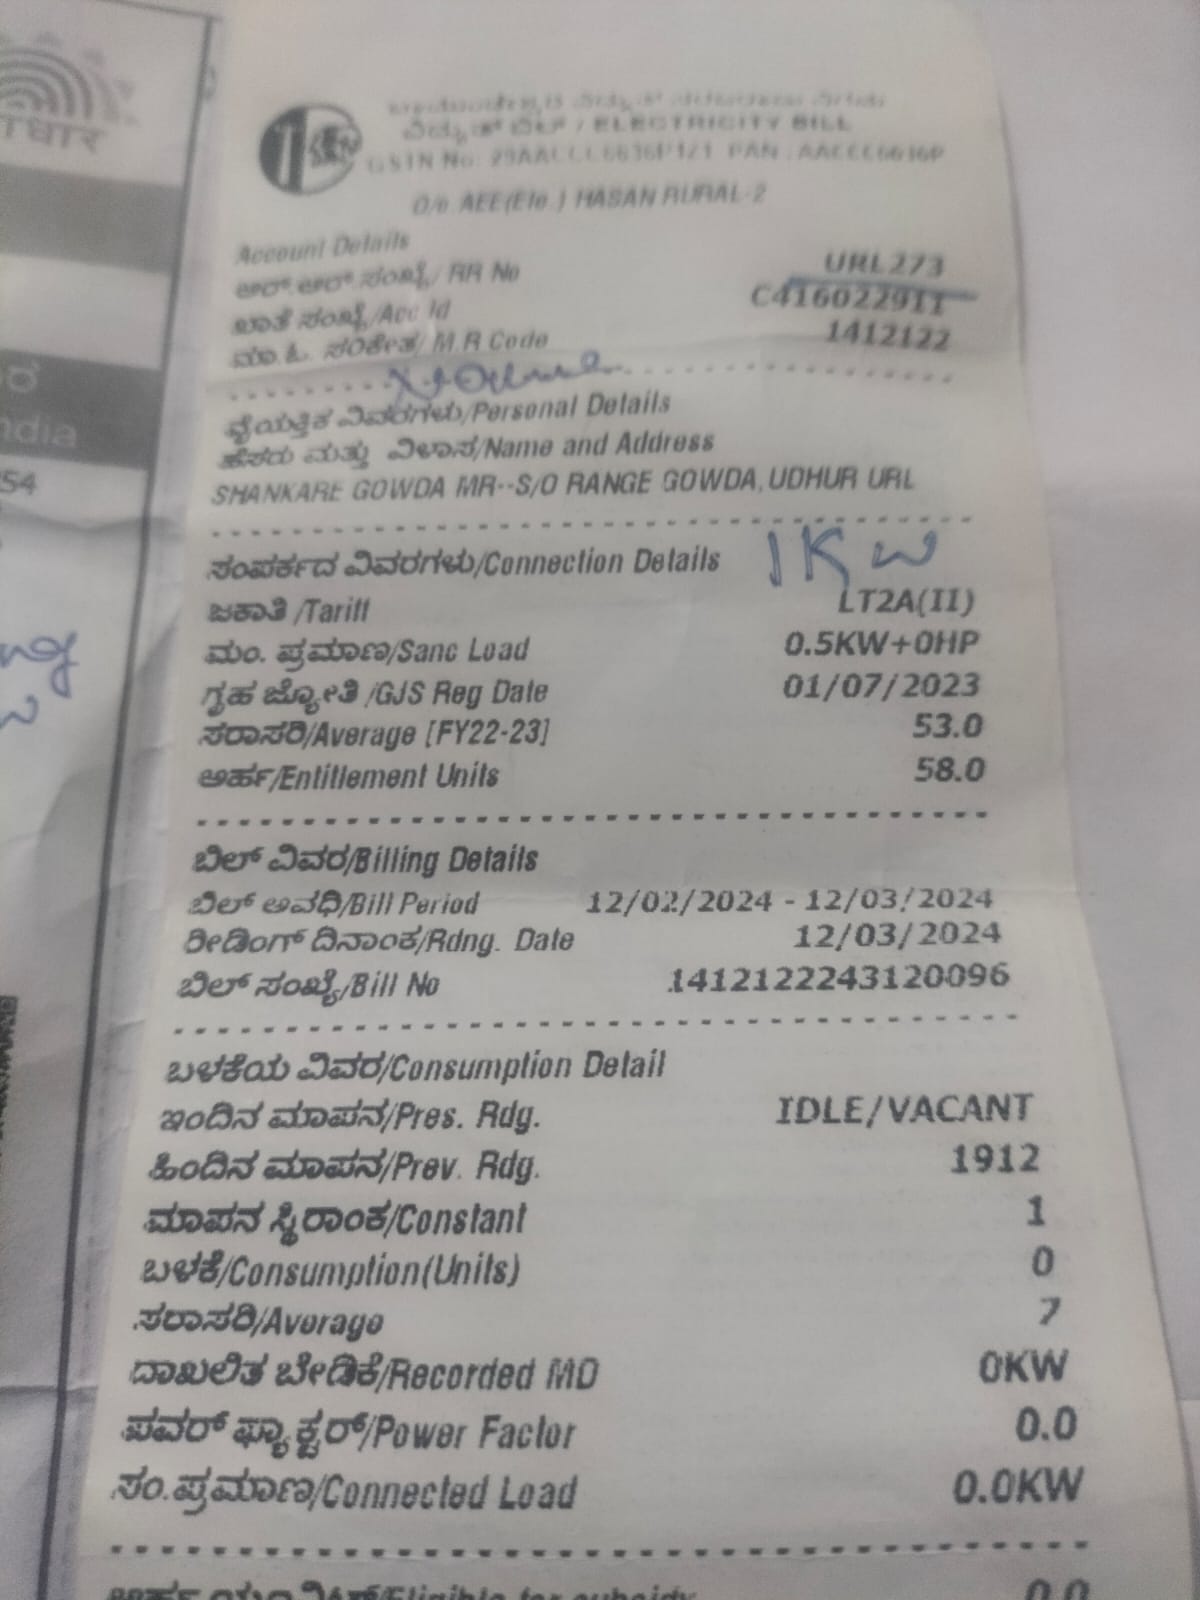 ಆಧಾರ್
ndia
54
ವಿದ್ಯುತ್ ಬಿಲ್ / ELECTRICITY BILL
GSTN No: PAN :
O/o AEE(Ele.) HASAN RURAL-2
Account Details
ಆರ್.ಆರ್.ಸಂಖ್ಯೆ/ RR No URL273
ಖಾತೆ ಸಂಖ್ಯೆ/Acc Id C416022911
ಮಾ.ಓ. ಸಂಕೇತ/ M.R Code 1412122
ವೈಯಕ್ತಿಕ ವಿವರಗಳು/Personal Details
ಹೆಸರು ಮತ್ತು ವಿಳಾಸ/Name and Address
SHANKARE GOWDA MR--S/O RANGE GOWDA, UDHUR URL
ಸಂಪರ್ಕದ ವಿವರಗಳು/Connection Details 1KW
ಜಕಾತಿ /Tariff LT2A(II)
ಮಂ. ಪ್ರಮಾಣ/Sanc Load 0.5KW+0HP
ಗೃಹ ಜ್ಯೋತಿ /GJS Reg Date 01/07/2023
ಸರಾಸರಿ/Average [FY22-23] 53.0
ಅರ್ಹ/Entitlement Units 58.0
ಬಿಲ್ ವಿವರ/Billing Details
ಬಿಲ್ ಅವಧಿ/Bill Period 12/02/2024 - 12/03/2024
ರೀಡಿಂಗ್ ದಿನಾಂಕ/Rdng. Date 12/03/2024
ಬಿಲ್ ಸಂಖ್ಯೆ/Bill No 1412122243120096
ಬಳಕೆಯ ವಿವರ/Consumption Detail
ಇಂದಿನ ಮಾಪನ/Pres. Rdg. IDLE/VACANT
ಹಿಂದಿನ ಮಾಪನ/Prev. Rdg. 1912
ಮಾಪನ ಸ್ಥಿರಾಂಕ/Constant 1
ಬಳಕೆ/Consumption(Units) 0
ಸರಾಸರಿ/Average 7
ದಾಖಲಿತ ಬೇಡಿಕೆ/Recorded MD 0KW
ಪವರ್ ಫ್ಯಾಕ್ಟರ್/Power Factor 0.0
ಸಂ.ಪ್ರಮಾಣ/Connected Load 0.0KW